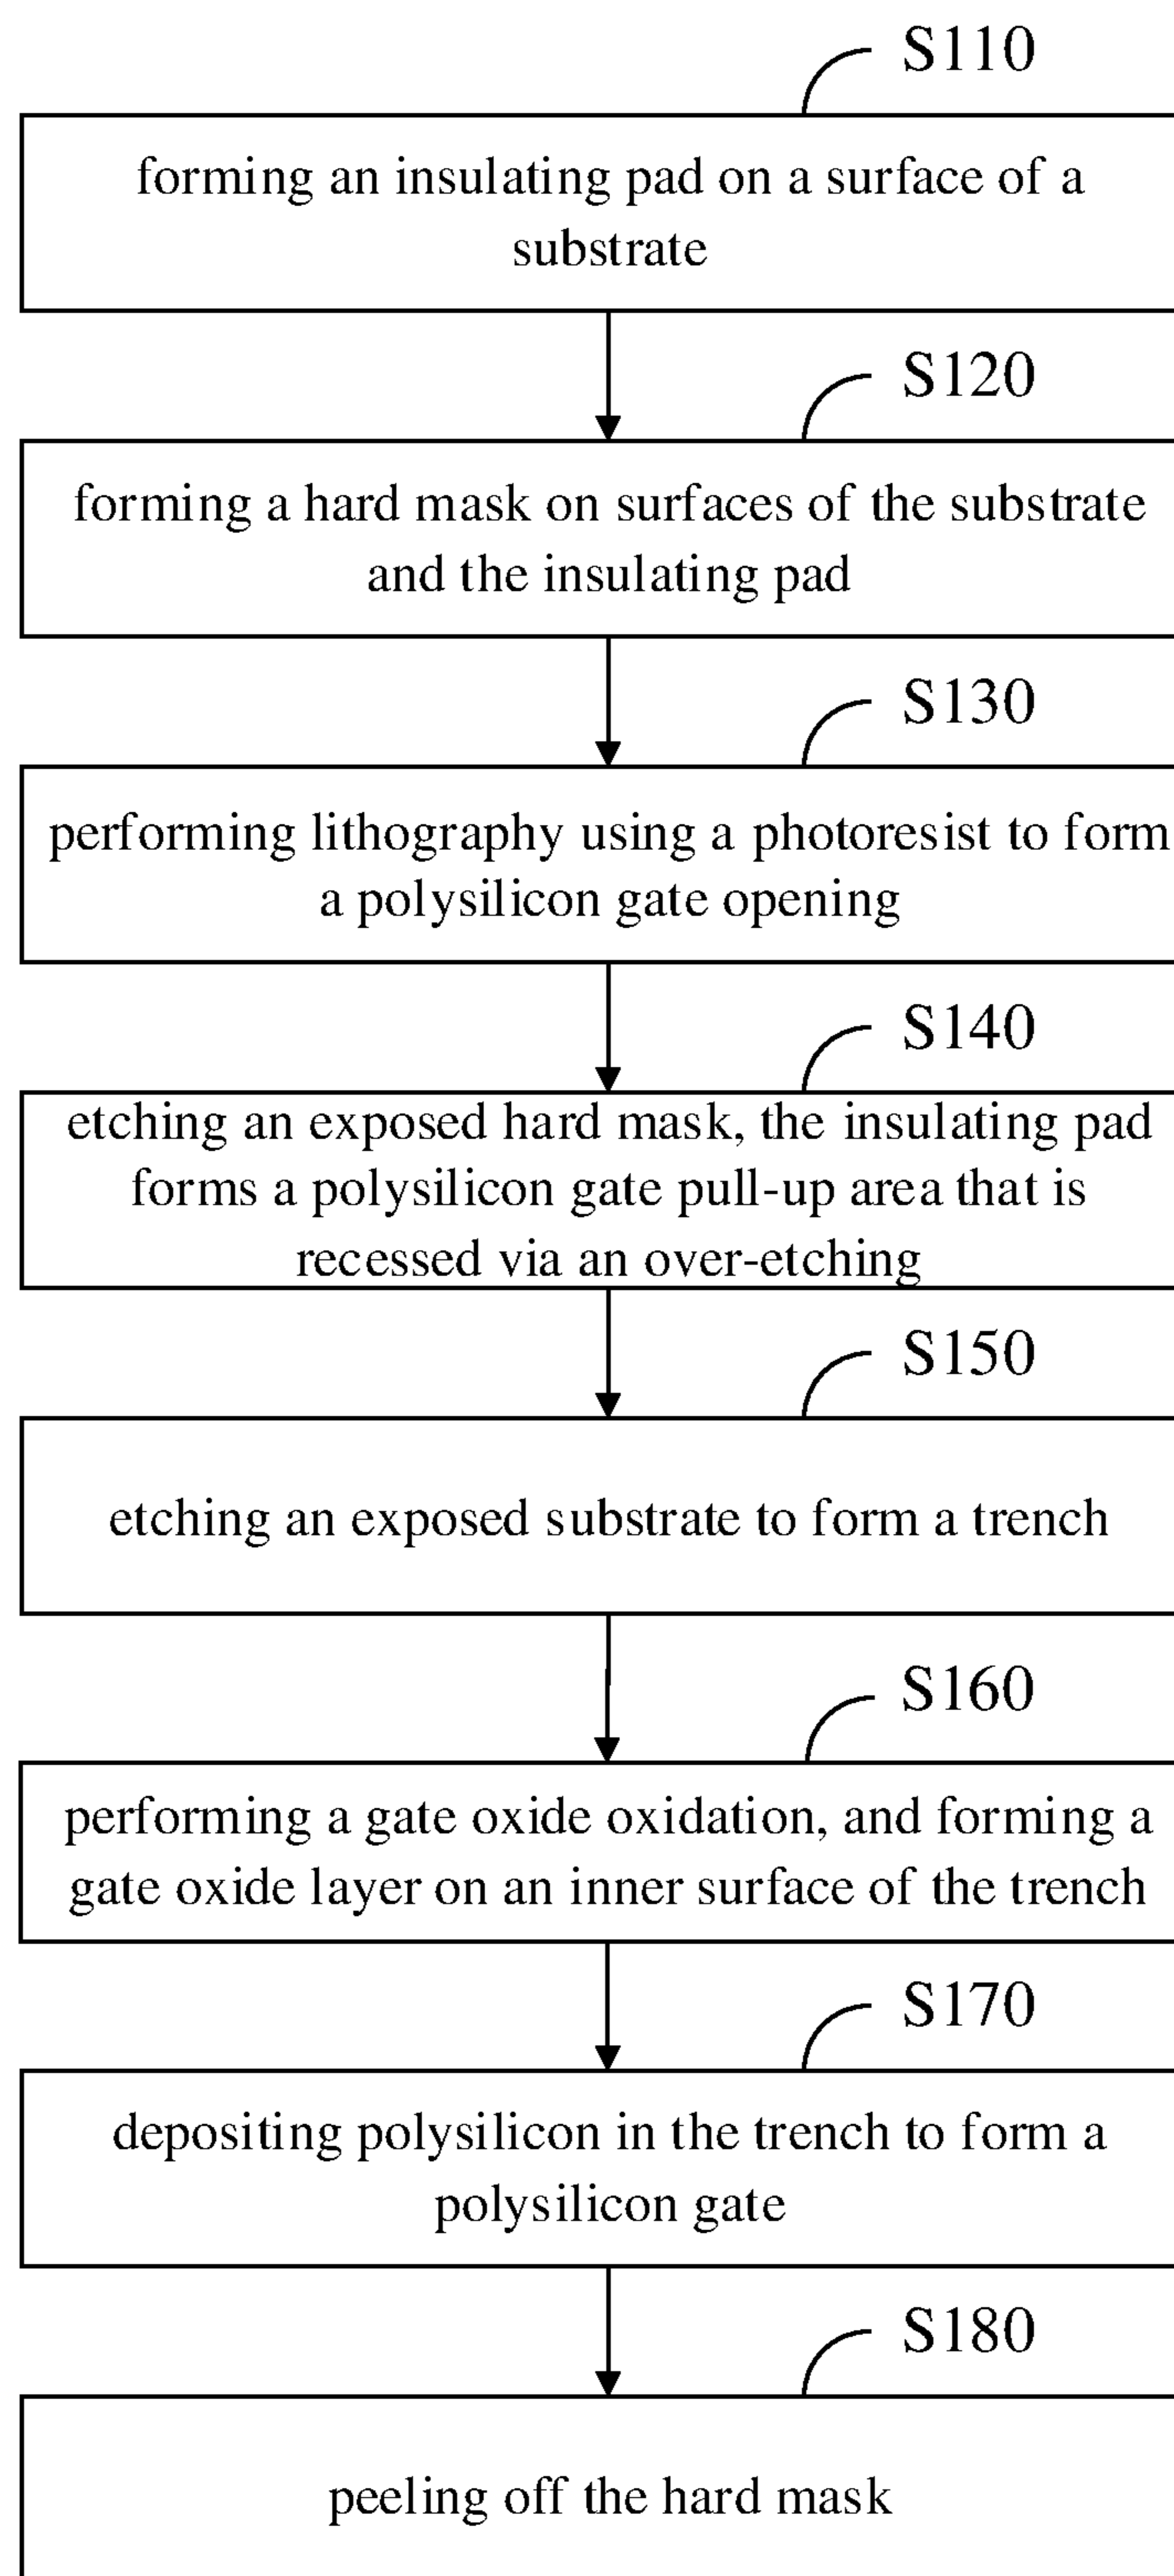 S110
forming an insulating pad on a surface of a
substrate
S120
forming a hard mask on surfaces of the substrate
and the insulating pad
S130
performing lithography using a photoresist to form
a polysilicon gate opening
S140
etching an exposed hard mask, the insulating pad
forms a polysilicon gate pull-up area that is
recessed via an over-etching
S150
etching an exposed substrate to form a trench
S160
performing a gate oxide oxidation, and forming a
gate oxide layer on an inner surface of the trench
S170
depositing polysilicon in the trench to form a
polysilicon gate
S180
peeling off the hard mask